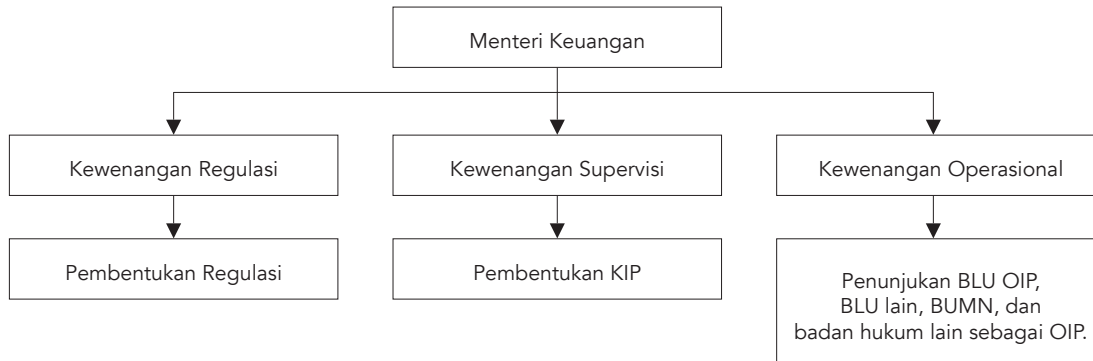 Menteri Keuangan
Kewenangan Regulasi
Kewenangan Supervisi
Kewenangan Operasional
Pembentukan Regulasi
Pembentukan KIP
Penunjukan BLU OIP,
BLU lain, BUMN, dan
badan hukum lain sebagai OIP.